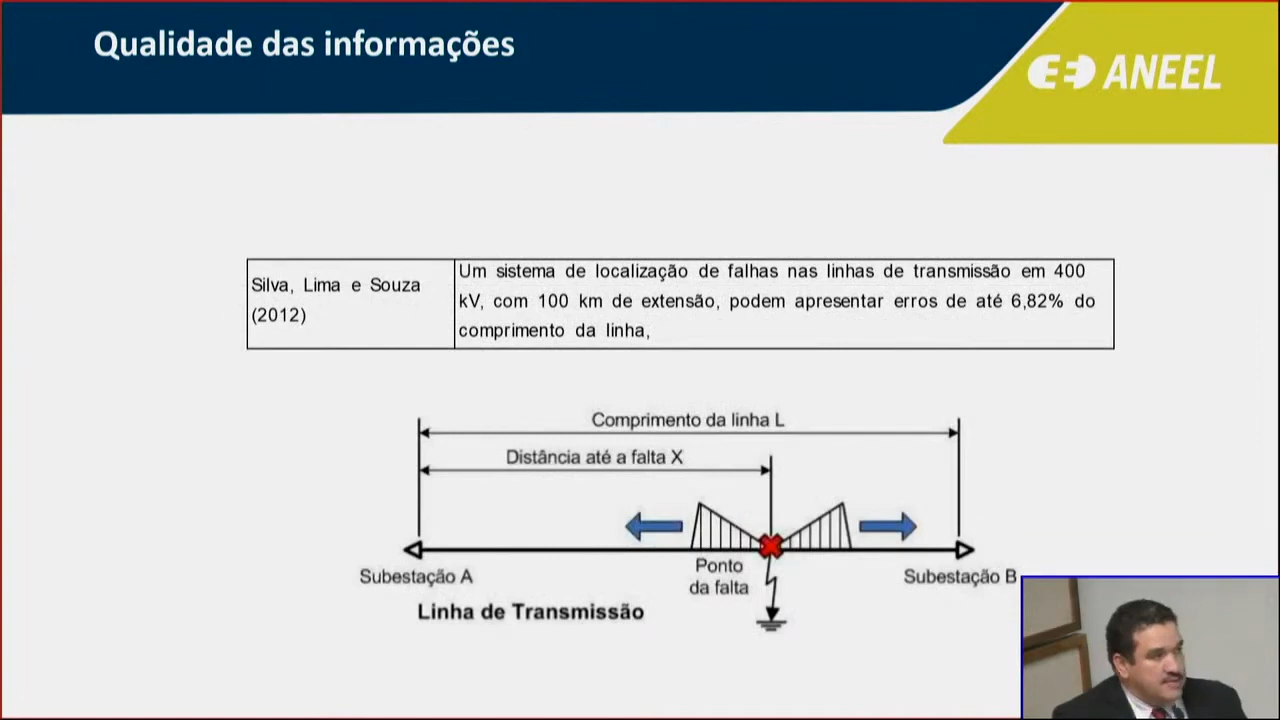 Qualidade das informações
ANEEL
Silva, Lima e Souza
(2012)
Um sistema de localização de falhas nas linhas de transmissão em 400
kV, com 100 km de extensão, podem apresentar erros de até 6,82% do
comprimento da linha,
Comprimento da linha L
Distância até a falta X
Subestação A
Ponto
da falta
Subestação B
Linha de Transmissão